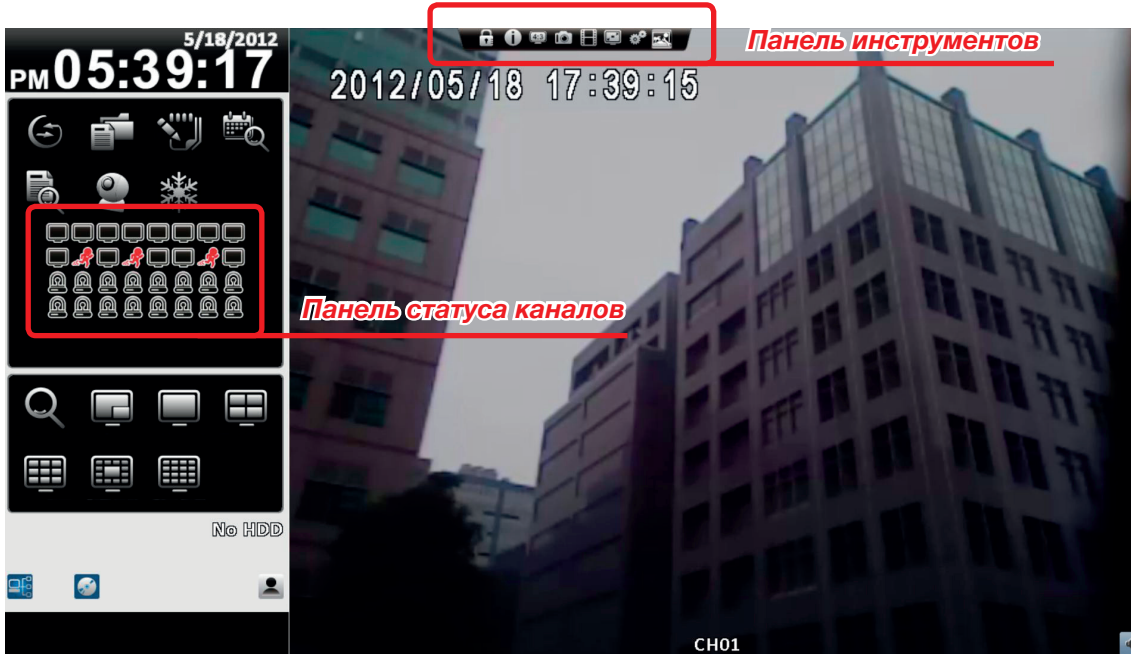 5/18/2012
PM 05:39:17
Панель инструментов
2012/05/18 17:39:15
Панель статуса каналов
No HDD
CH01